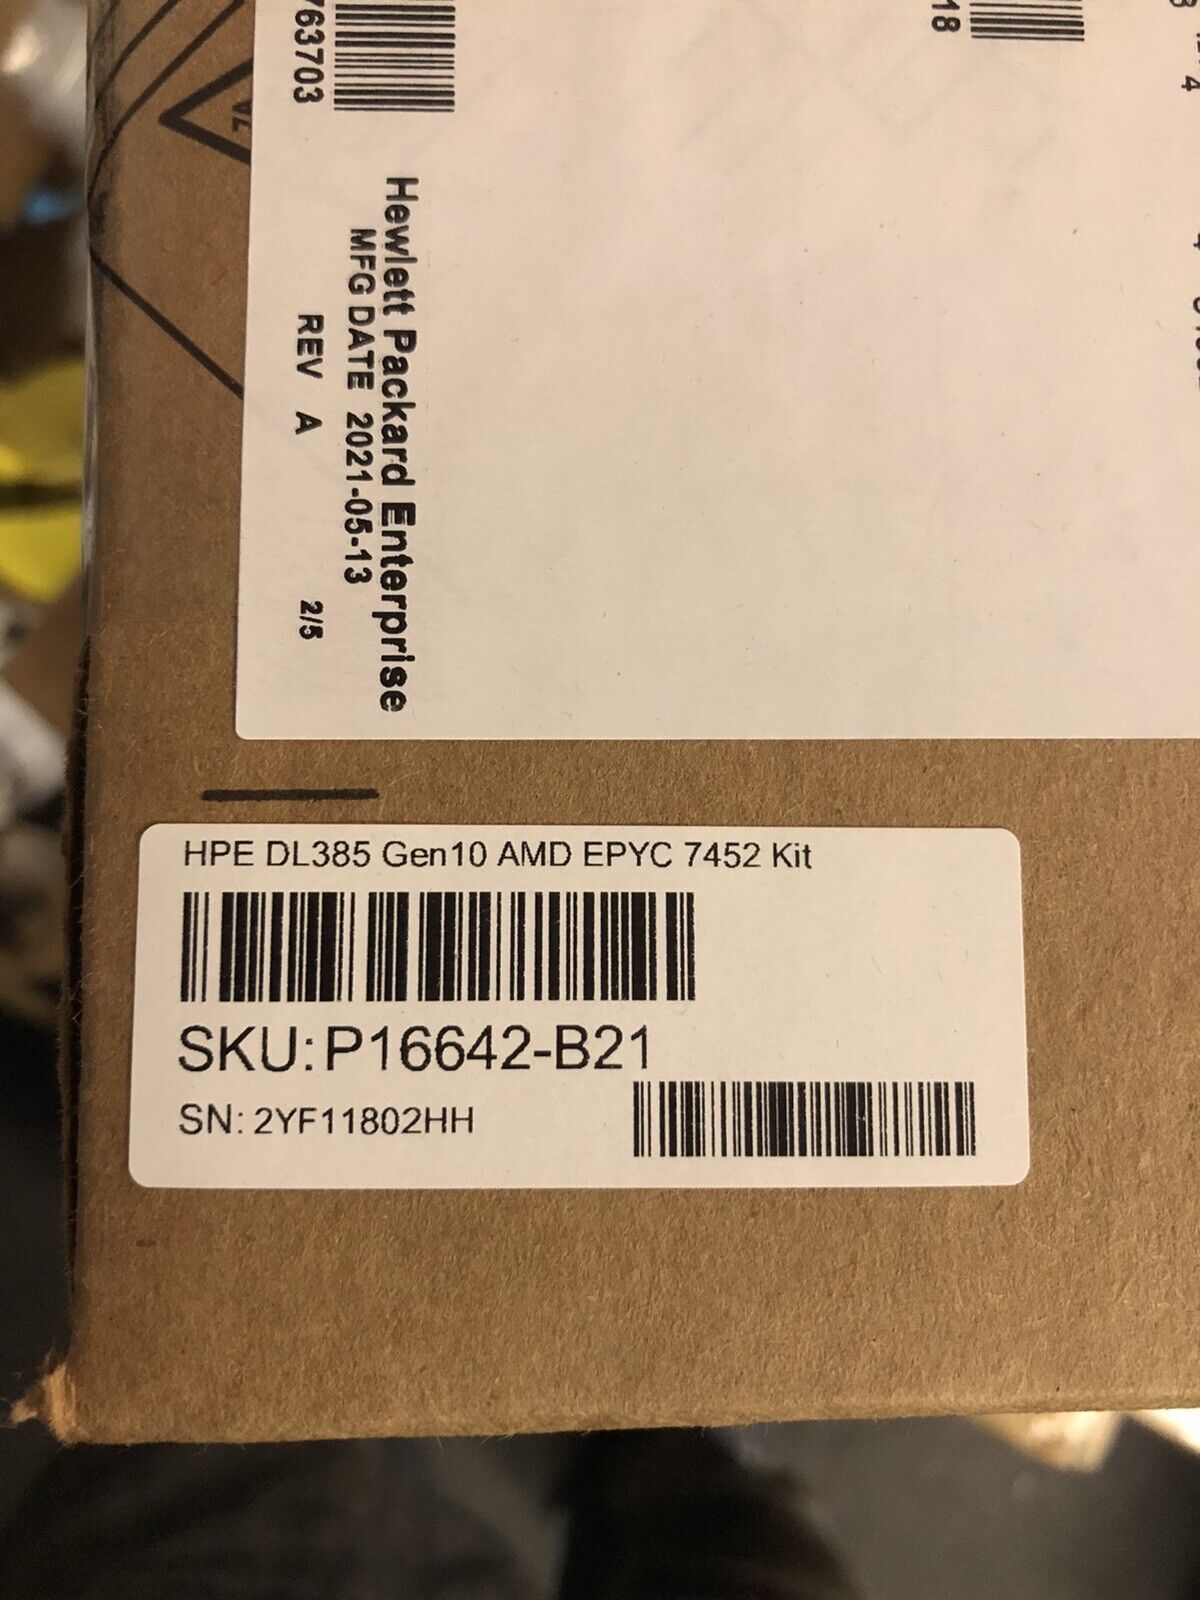 763703
18
Hewlett Packard Enterprise
MFG DATE 2021-05-13
REV A 2/5
HPE DL385 Gen10 AMD EPYC 7452 Kit
SKU: P16642-B21
SN: 2YF11802HH